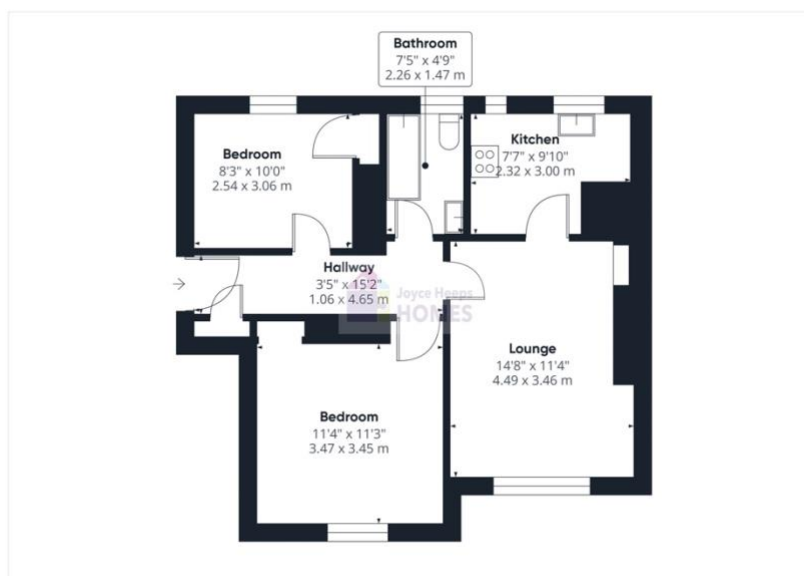 Bathroom
7'5" x 4'9"
2.26 x 1.47 m
Kitchen
7'7" x 9'10"
2.32 x 3.00 m
Bedroom
8'3" x 10'0"
2.54 x 3.06 m
Hallway
3'5" x 15'2"
1.06 x 4.65 m
Joyce Heeps
HOMES
Lounge
14'8" x 11'4"
4.49 x 3.46 m
Bedroom
11'4" x 11'3"
3.47 x 3.45 m